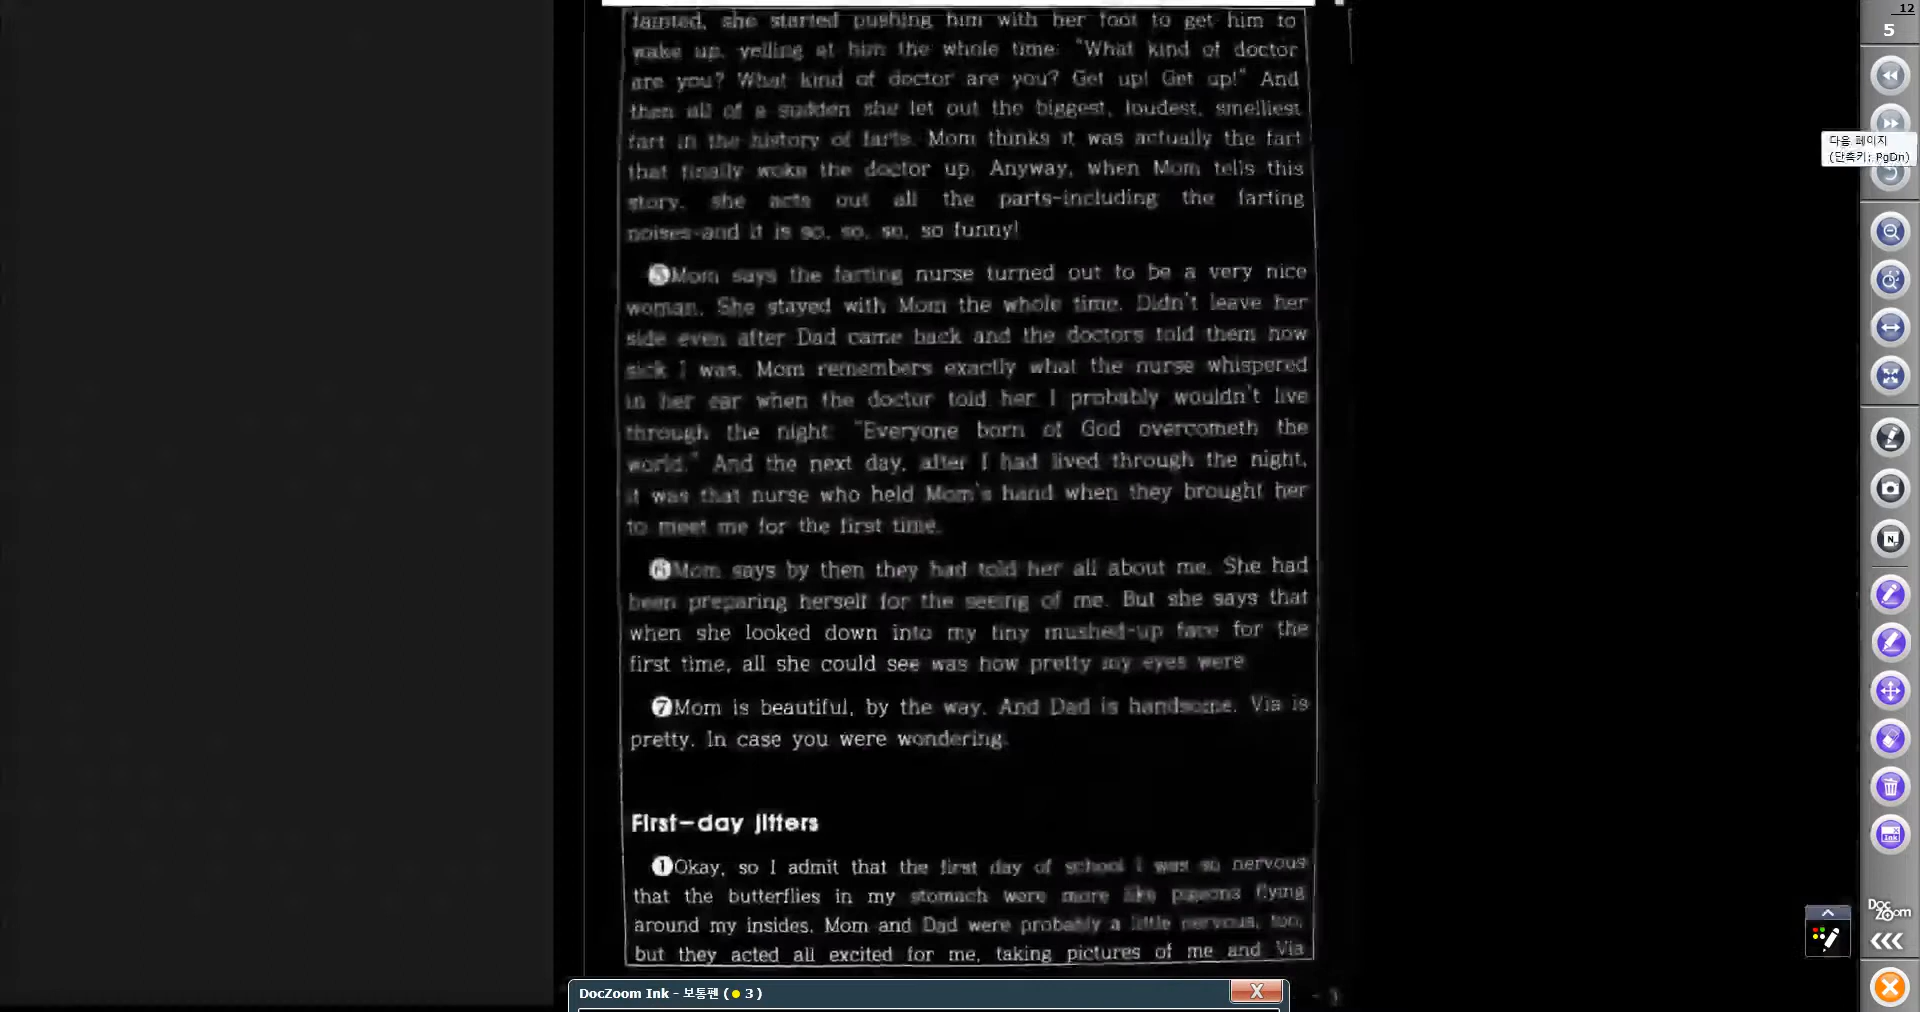 fainted, she started pushing him with her foot to get him to
wake up, yelling at him the whole time: "What kind of doctor
are you? What kind of doctor are you? Get up! Get up!" And
then all of a sudden she let out the biggest, loudest, smelliest
fart in the history of farts. Mom thinks it was actually the fart
that finally woke the doctor up. Anyway, when Mom tells this
story, she acts out all the parts-including the farting
noises-and it is so, so, so, so funny!
❺Mom says the farting nurse turned out to be a very nice
woman. She stayed with Mom the whole time. Didn't leave her
side even after Dad came back and the doctors told them how
sick I was. Mom remembers exactly what the nurse whispered
in her ear when the doctor told her I probably wouldn't live
through the night: "Everyone born of God overcometh the
world." And the next day, after I had lived through the night,
it was that nurse who held Mom's hand when they brought her
to meet me for the first time.
❻Mom says by then they had told her all about me. She had
been preparing herself for the seeing of me. But she says that
when she looked down into my tiny mushed-up face for the
first time, all she could see was how pretty my eyes were
❼Mom is beautiful, by the way. And Dad is handsome. Via is
pretty. In case you were wondering.
First-day jitters
❶Okay, so I admit that the first day of school I was so nervous
that the butterflies in my stomach were more like pigeons flying
around my insides. Mom and Dad were probably a little nervous, too,
but they acted all excited for me, taking pictures of me and Via
DocZoom Ink - 보통펜 ( 3 )
X
12
5
다음 페이지
(단축키: PgDn)
N
Ink
Doc
Zoom